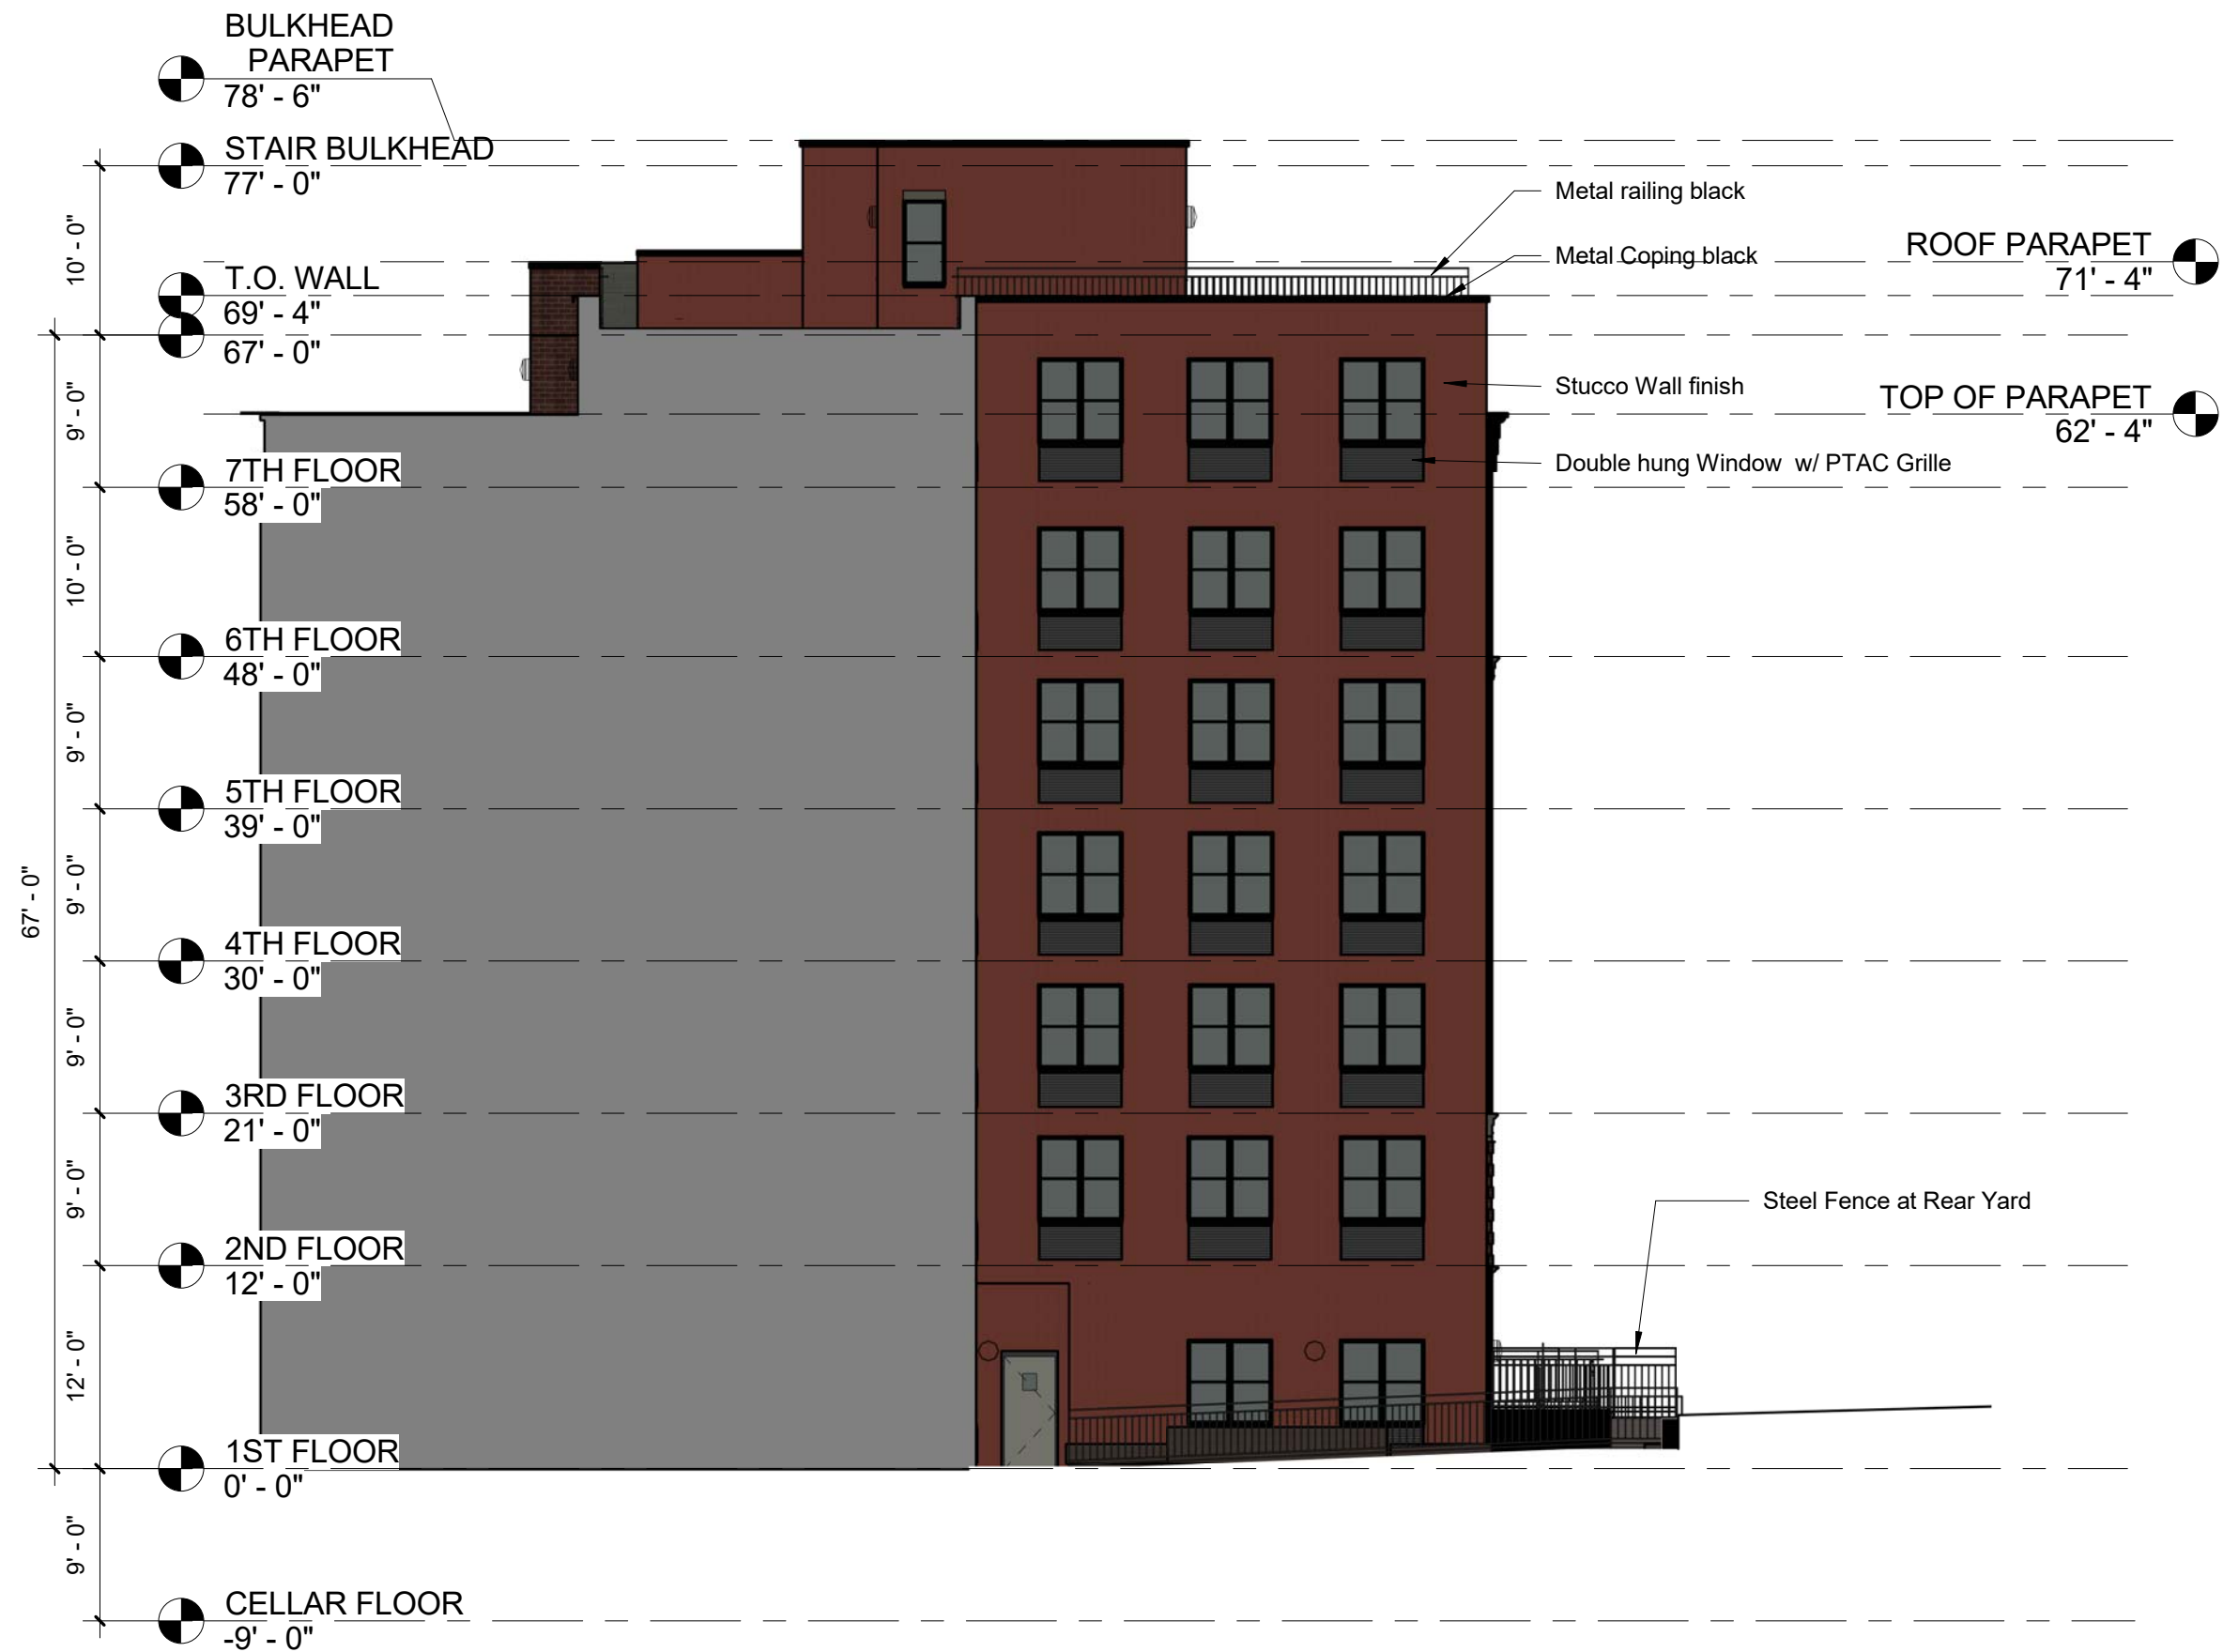 BULKHEAD
PARAPET
78' - 6"
STAIR BULKHEAD
77' - 0"
T.O. WALL
69' - 4"
67' - 0"
7TH FLOOR
58' - 0"
6TH FLOOR
48' - 0"
5TH FLOOR
39' - 0"
4TH FLOOR
30' - 0"
3RD FLOOR
21' - 0"
2ND FLOOR
12' - 0"
1ST FLOOR
0' - 0"
CELLAR FLOOR
-9' - 0"
10' - 0"
9' - 0"
10' - 0"
9' - 0"
9' - 0"
9' - 0"
9' - 0"
12' - 0"
9' - 0"
67' - 0"
Metal railing black
Metal Coping black
Stucco Wall finish
Double hung Window w/ PTAC Grille
Steel Fence at Rear Yard
ROOF PARAPET
71' - 4"
TOP OF PARAPET
62' - 4"